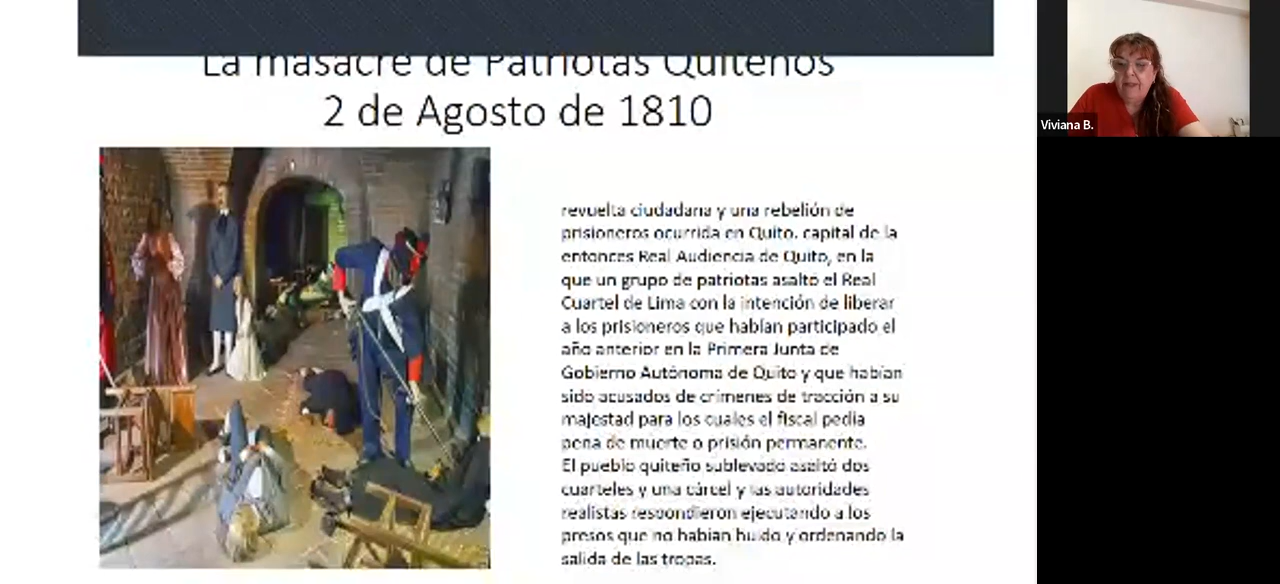 La masacre de Patriotas Quiteños
2 de Agosto de 1810
revuelta ciudadana y una rebelión de
prisioneros ocurrida en Quito, capital de la
entonces Real Audiencia de Quito, en la
que un grupo de patriotas asaltó el Real
Cuartel de Lima con la intención de liberar
a los prisioneros que habían participado el
año anterior en la Primera Junta de
Gobierno Autónoma de Quito y que habían
sido acusados de crímenes de tracción a su
majestad para los cuales el fiscal pedía
pena de muerte o prisión permanente.
El pueblo quiteño sublevado asaltó dos
cuarteles y una cárcel y las autoridades
realistas respondieron ejecutando a los
presos que no habían huido y ordenando la
salida de las tropas.
Viviana B.